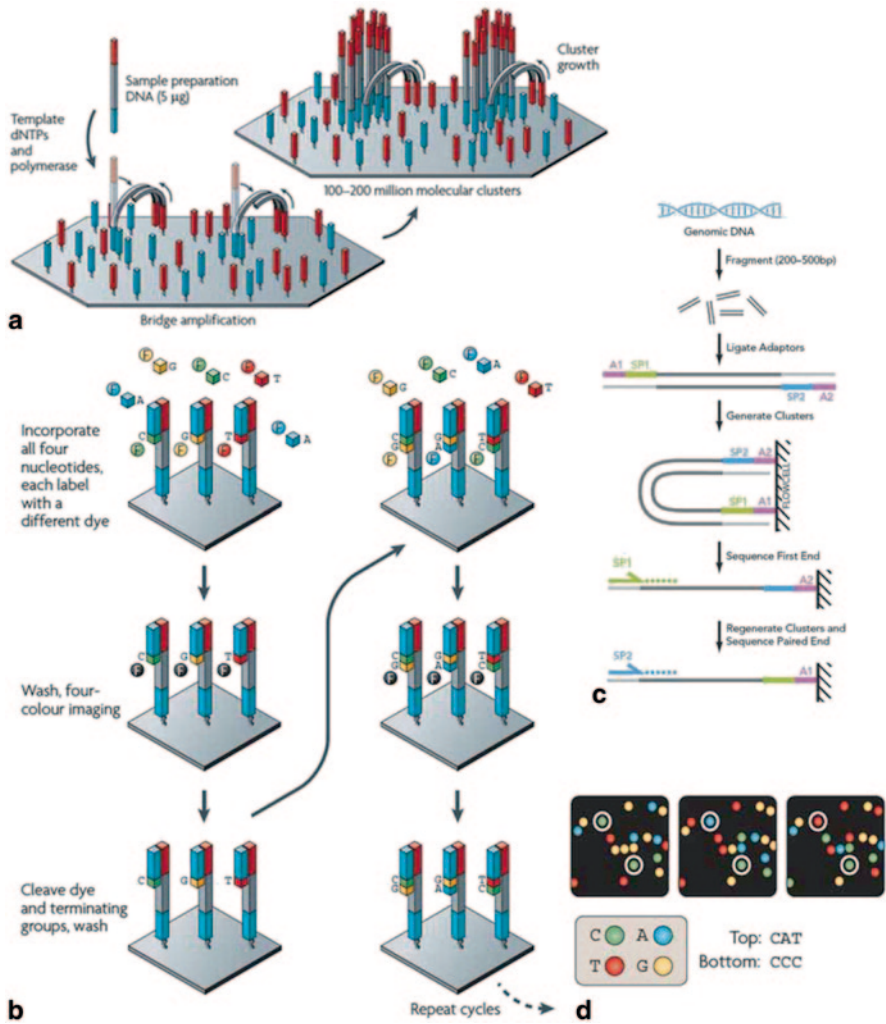 Sample preparation
DNA (5 µg)
Template
dNTPs
and
polymerase
Cluster
growth
100–200 million molecular clusters
Bridge amplification
a
Genomic DNA
Fragment (200–500bp)
Ligate Adaptors
A1 SP1
SP2 A2
Generate Clusters
SP2 A2
SP1 A1
FLOWCELL
Sequence First End
SP1
A2
Regenerate Clusters and
Sequence Paired End
SP2
A1
c
Incorporate
all four
nucleotides,
each label
with a
different dye
F G
F C
F T
F A
F A
C G T
F F F
F G
F C
F A
F T
C G T
G A C
F F F
Wash, four-
colour imaging
C G T
F F F
C G T
G A C
F F F
Cleave dye
and terminating
groups, wash
C G T
C G T
G A C
Repeat cycles
b
C A
T G
Top: CAT
Bottom: CCC
d